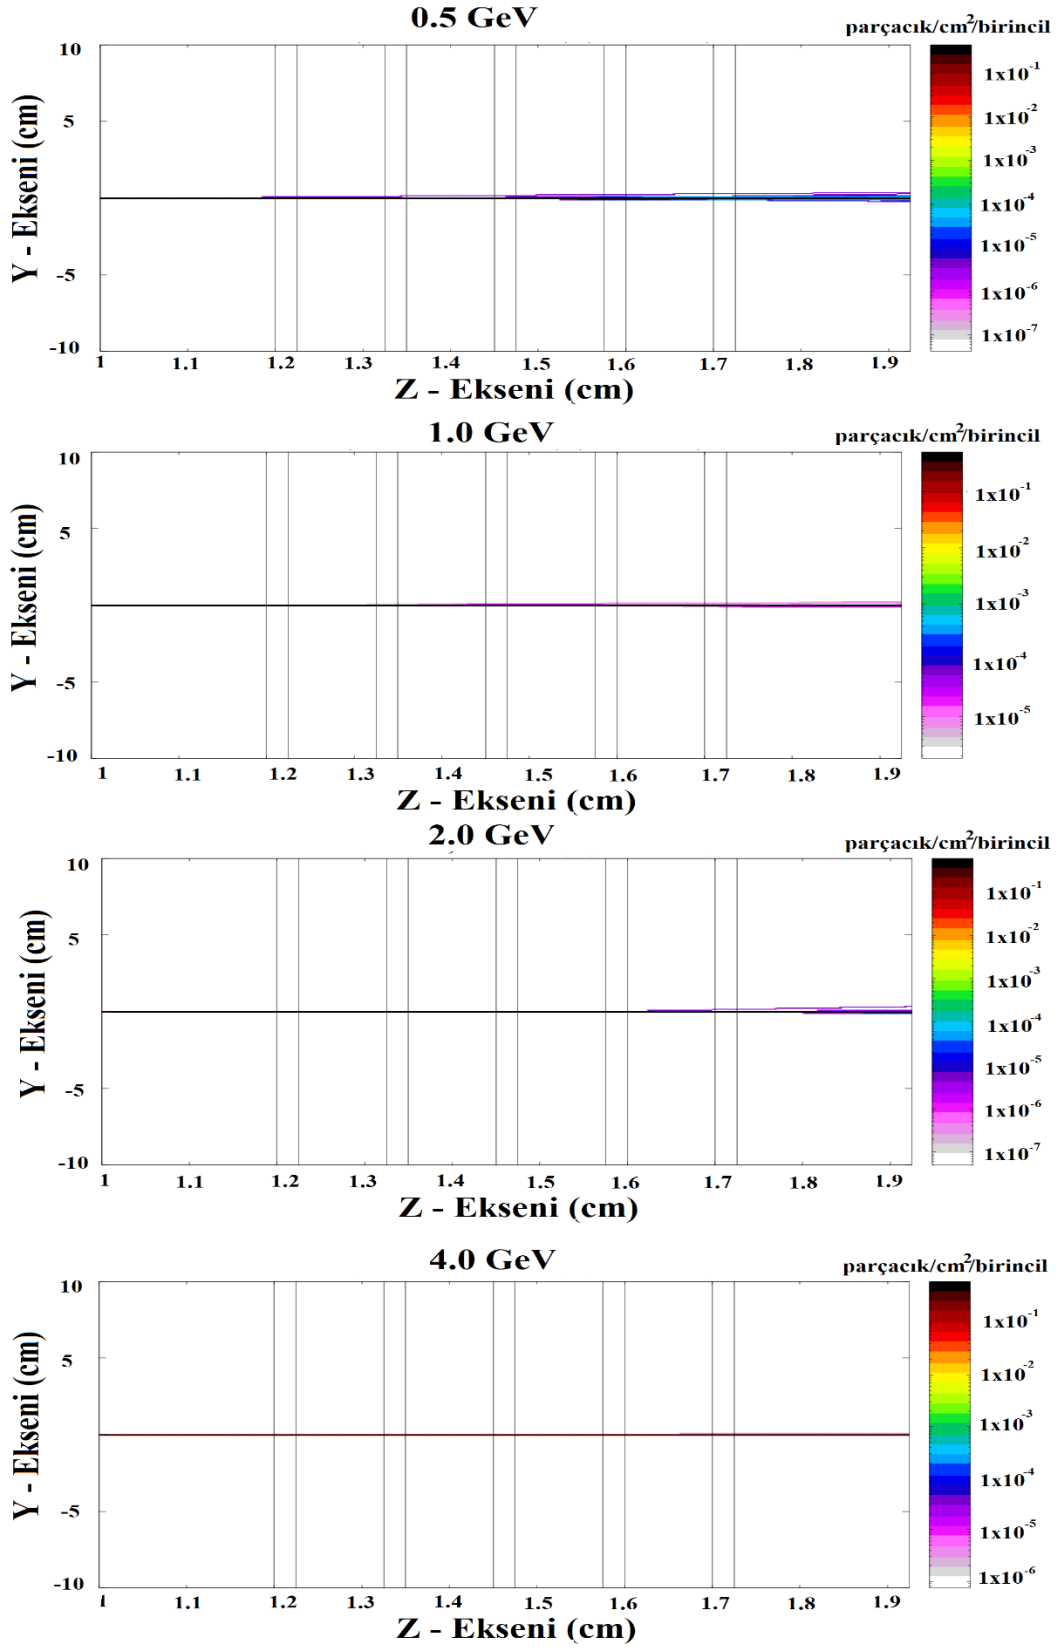 0.5 GeV
parçacık/cm²/birincil
10
5
-5
-10
Y - Ekseni (cm)
1 1.1 1.2 1.3 1.4 1.5 1.6 1.7 1.8 1.9
Z - Ekseni (cm)
1x10⁻¹
1x10⁻²
1x10⁻³
1x10⁻⁴
1x10⁻⁵
1x10⁻⁶
1x10⁻⁷
1.0 GeV
parçacık/cm²/birincil
10
5
-5
-10
Y - Ekseni (cm)
1 1.1 1.2 1.3 1.4 1.5 1.6 1.7 1.8 1.9
Z - Ekseni (cm)
1x10⁻¹
1x10⁻²
1x10⁻³
1x10⁻⁴
1x10⁻⁵
2.0 GeV
parçacık/cm²/birincil
10
5
-5
-10
Y - Ekseni (cm)
1 1.1 1.2 1.3 1.4 1.5 1.6 1.7 1.8 1.9
Z - Ekseni (cm)
1x10⁻¹
1x10⁻²
1x10⁻³
1x10⁻⁴
1x10⁻⁵
1x10⁻⁶
1x10⁻⁷
4.0 GeV
parçacık/cm²/birincil
10
5
-5
-10
Y - Ekseni (cm)
1 1.1 1.2 1.3 1.4 1.5 1.6 1.7 1.8 1.9
Z - Ekseni (cm)
1x10⁻¹
1x10⁻²
1x10⁻³
1x10⁻⁴
1x10⁻⁵
1x10⁻⁶